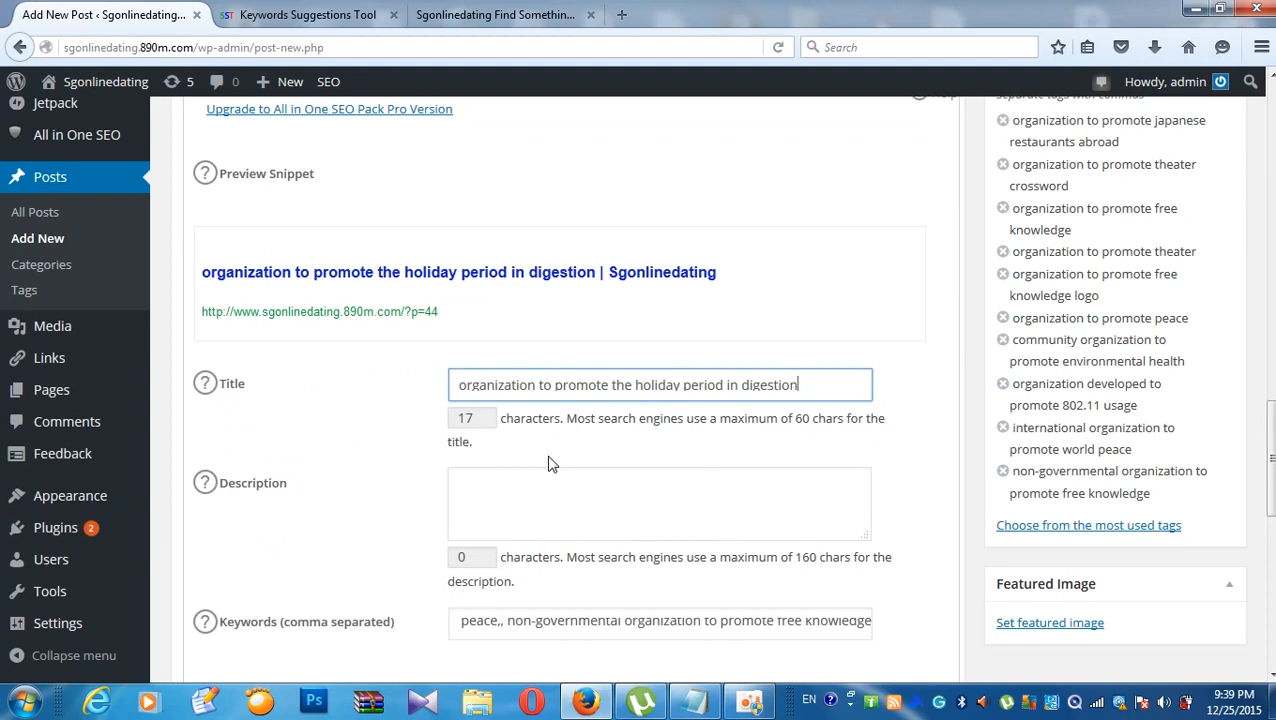 Add New Post ‹ Sgonlinedating...
Keywords Suggestions Tool
Sgonlinedating Find Somethin...
sgonlinedating.890m.com/wp-admin/post-new.php
Search
Sgonlinedating
5
0
New
SEO
Howdy, admin
Jetpack
All in One SEO
Posts
All Posts
Add New
Categories
Tags
Media
Links
Pages
Comments
Feedback
Appearance
Plugins 2
Users
Tools
Settings
Collapse menu
Upgrade to All in One SEO Pack Pro Version
Help
Preview Snippet
organization to promote the holiday period in digestion | Sgonlinedating
http://www.sgonlinedating.890m.com/?p=44
Title
organization to promote the holiday period in digestion
17 characters. Most search engines use a maximum of 60 chars for the
title.
Description
0 characters. Most search engines use a maximum of 160 chars for the
description.
Keywords (comma separated)
peace,, non-governmental organization to promote free knowledge
Separate tags with commas
organization to promote japanese
restaurants abroad
organization to promote theater
crossword
organization to promote free
knowledge
organization to promote theater
organization to promote free
knowledge logo
organization to promote peace
community organization to
promote environmental health
organization developed to
promote 802.11 usage
international organization to
promote world peace
non-governmental organization to
promote free knowledge
Choose from the most used tags
Featured Image
Set featured image
EN
9:39 PM
12/25/2015